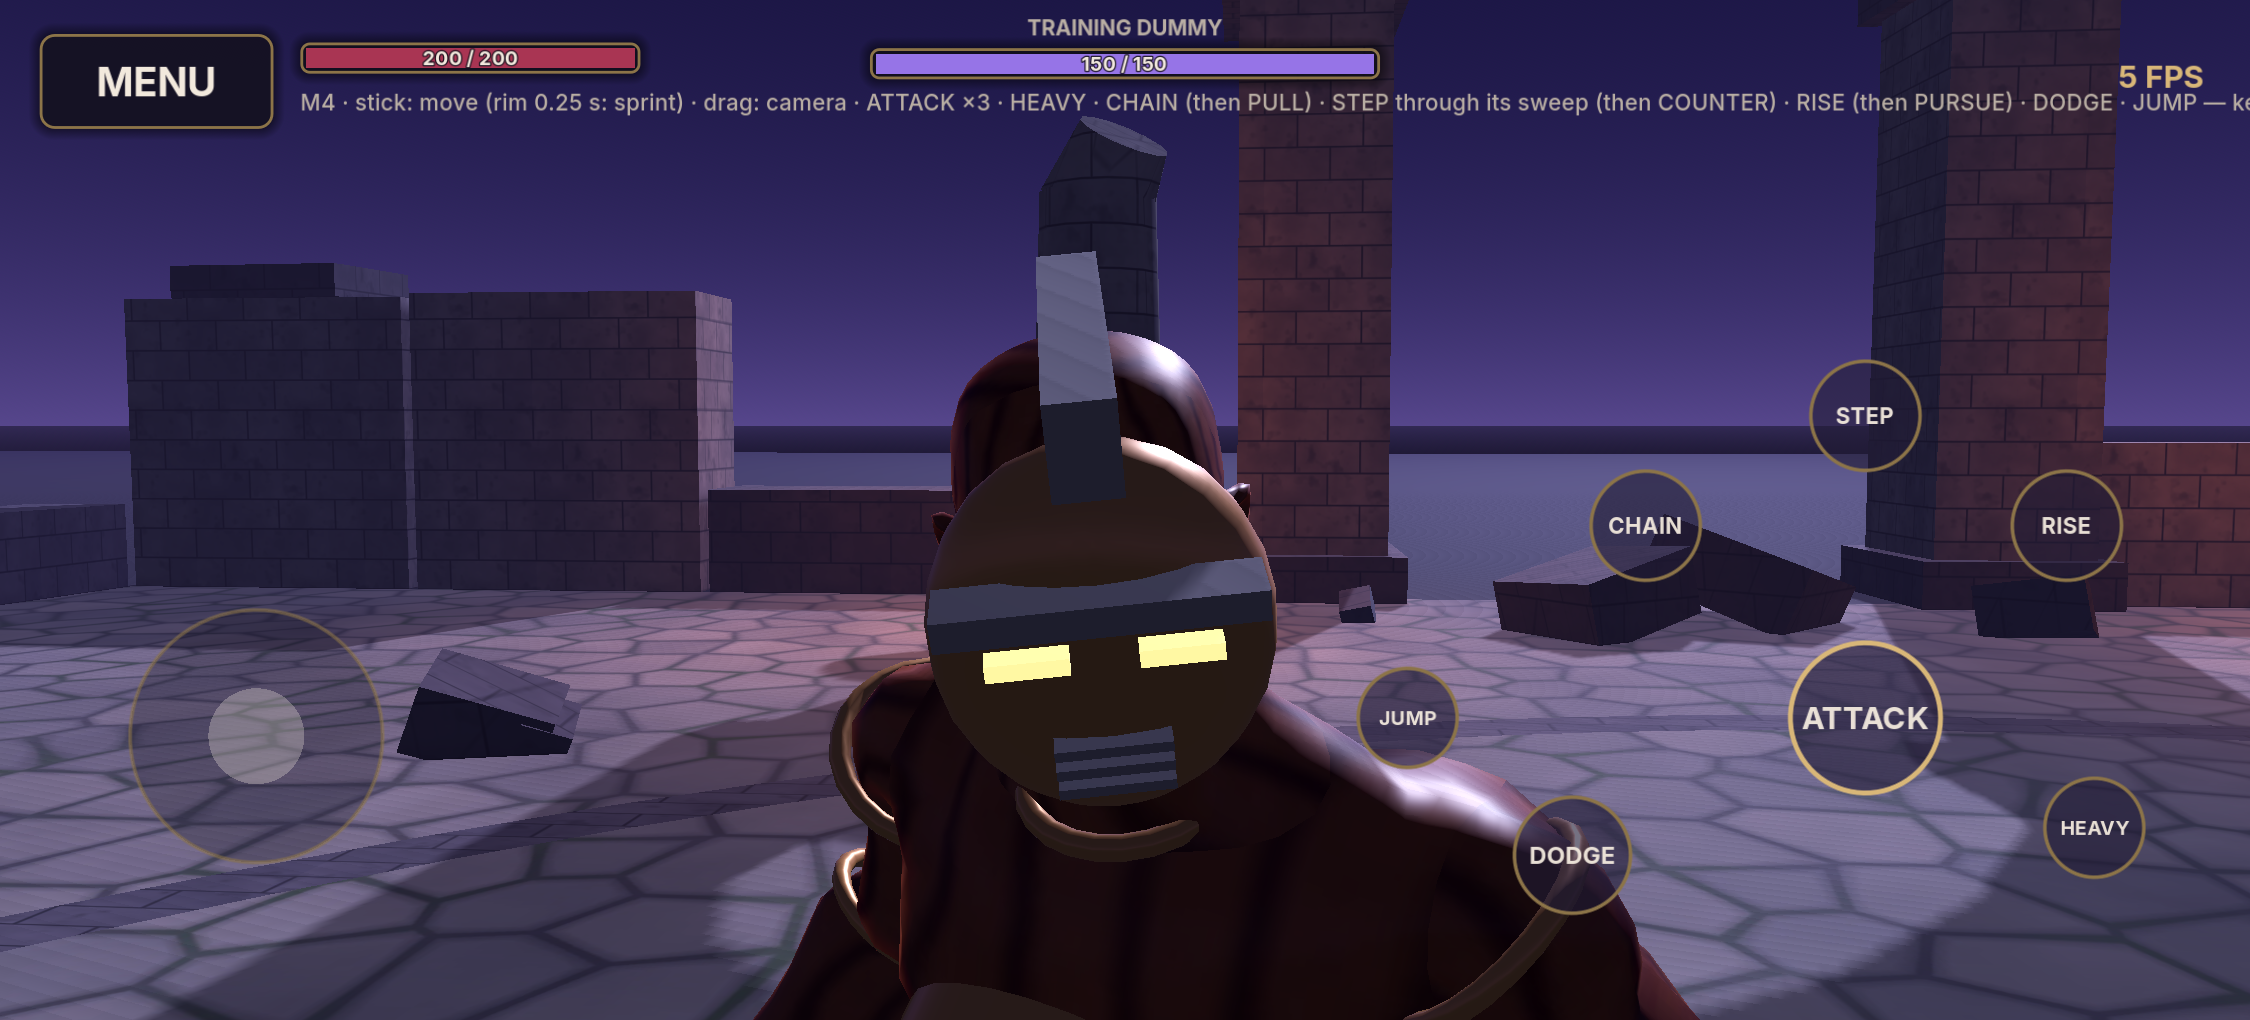 TRAINING DUMMY
MENU
200 / 200
150 / 150
5 FPS
M4 · stick: move (rim 0.25 s: sprint) · drag: camera · ATTACK ×3 · HEAVY · CHAIN (then PULL) · STEP through its sweep (then COUNTER) · RISE (then PURSUE) · DODGE · JUMP — ke
STEP
CHAIN
RISE
JUMP
ATTACK
HEAVY
DODGE